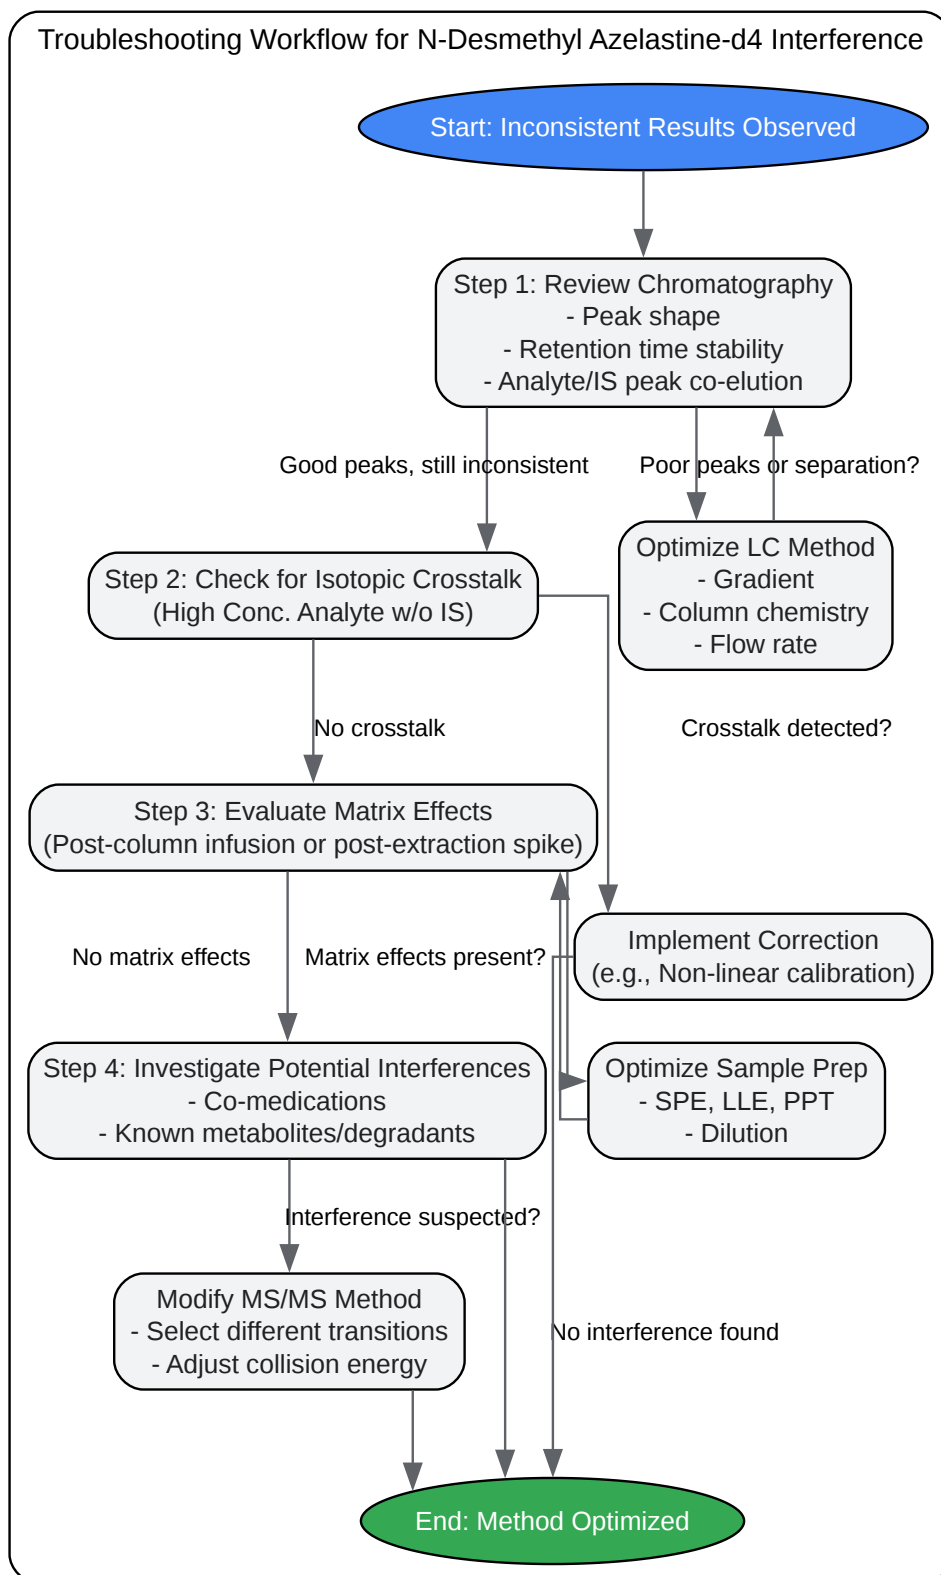 Troubleshooting Workflow for N-Desmethyl Azelastine-d4 Interference
Start: Inconsistent Results Observed
Step 1: Review Chromatography
- Peak shape
- Retention time stability
- Analyte/IS peak co-elution
Good peaks, still inconsistent
Poor peaks or separation?
Optimize LC Method
- Gradient
- Column chemistry
- Flow rate
Step 2: Check for Isotopic Crosstalk
(High Conc. Analyte w/o IS)
No crosstalk
Crosstalk detected?
Step 3: Evaluate Matrix Effects
(Post-column infusion or post-extraction spike)
Implement Correction
(e.g., Non-linear calibration)
No matrix effects
Matrix effects present?
Step 4: Investigate Potential Interferences
- Co-medications
- Known metabolites/degradants
Optimize Sample Prep
- SPE, LLE, PPT
- Dilution
Interference suspected?
Modify MS/MS Method
- Select different transitions
- Adjust collision energy
No interference found
End: Method Optimized